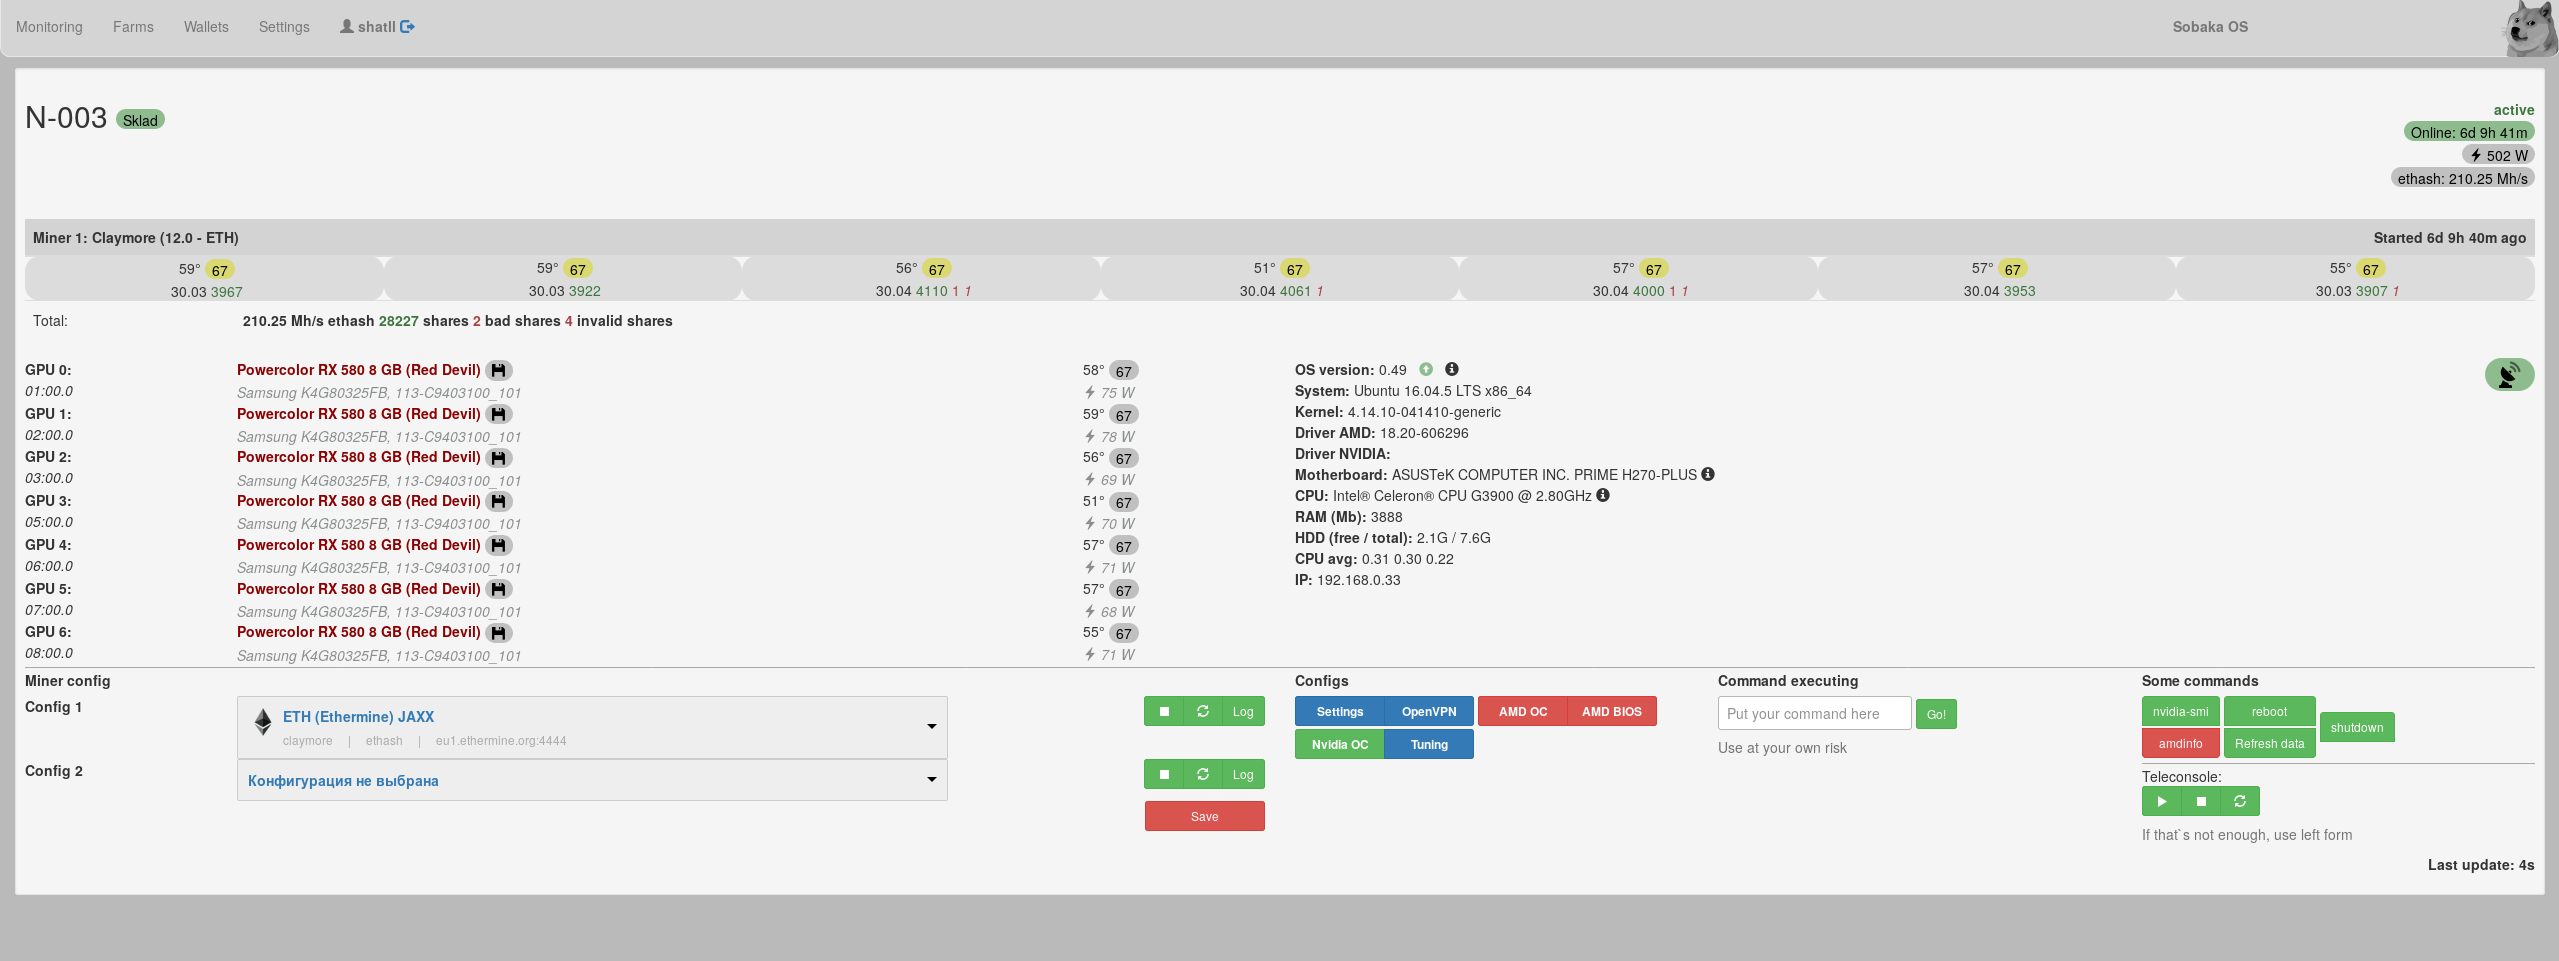 Monitoring Farms Wallets Settings shatll Sobaka OS
N-003 Sklad
active
Online: 6d 9h 41m
502 W
ethash: 210.25 Mh/s
Miner 1: Claymore (12.0 - ETH) Started 6d 9h 40m ago
59° 67 59° 67 56° 67 51° 67 57° 67 57° 67 55° 67
30.03 3967 30.03 3922 30.04 4110 1 1 30.04 4061 1 30.04 4000 1 1 30.04 3953 30.03 3907 1
Total: 210.25 Mh/s ethash 28227 shares 2 bad shares 4 invalid shares
GPU 0: Powercolor RX 580 8 GB (Red Devil) 58° 67
01:00.0 Samsung K4G80325FB, 113-C9403100_101 75 W
GPU 1: Powercolor RX 580 8 GB (Red Devil) 59° 67
02:00.0 Samsung K4G80325FB, 113-C9403100_101 78 W
GPU 2: Powercolor RX 580 8 GB (Red Devil) 56° 67
03:00.0 Samsung K4G80325FB, 113-C9403100_101 69 W
GPU 3: Powercolor RX 580 8 GB (Red Devil) 51° 67
05:00.0 Samsung K4G80325FB, 113-C9403100_101 70 W
GPU 4: Powercolor RX 580 8 GB (Red Devil) 57° 67
06:00.0 Samsung K4G80325FB, 113-C9403100_101 71 W
GPU 5: Powercolor RX 580 8 GB (Red Devil) 57° 67
07:00.0 Samsung K4G80325FB, 113-C9403100_101 68 W
GPU 6: Powercolor RX 580 8 GB (Red Devil) 55° 67
08:00.0 Samsung K4G80325FB, 113-C9403100_101 71 W
OS version: 0.49
System: Ubuntu 16.04.5 LTS x86_64
Kernel: 4.14.10-041410-generic
Driver AMD: 18.20-606296
Driver NVIDIA:
Motherboard: ASUSTeK COMPUTER INC. PRIME H270-PLUS
CPU: Intel® Celeron® CPU G3900 @ 2.80GHz
RAM (Mb): 3888
HDD (free / total): 2.1G / 7.6G
CPU avg: 0.31 0.30 0.22
IP: 192.168.0.33
Miner config
Config 1 ETH (Ethermine) JAXX Log
claymore | ethash | eu1.ethermine.org:4444
Config 2 Конфигурация не выбрана Log
Save
Configs
Settings OpenVPN AMD OC AMD BIOS
Nvidia OC Tuning
Command executing
Put your command here Go!
Use at your own risk
Some commands
nvidia-smi reboot shutdown
amdinfo Refresh data
Teleconsole:
If that`s not enough, use left form
Last update: 4s